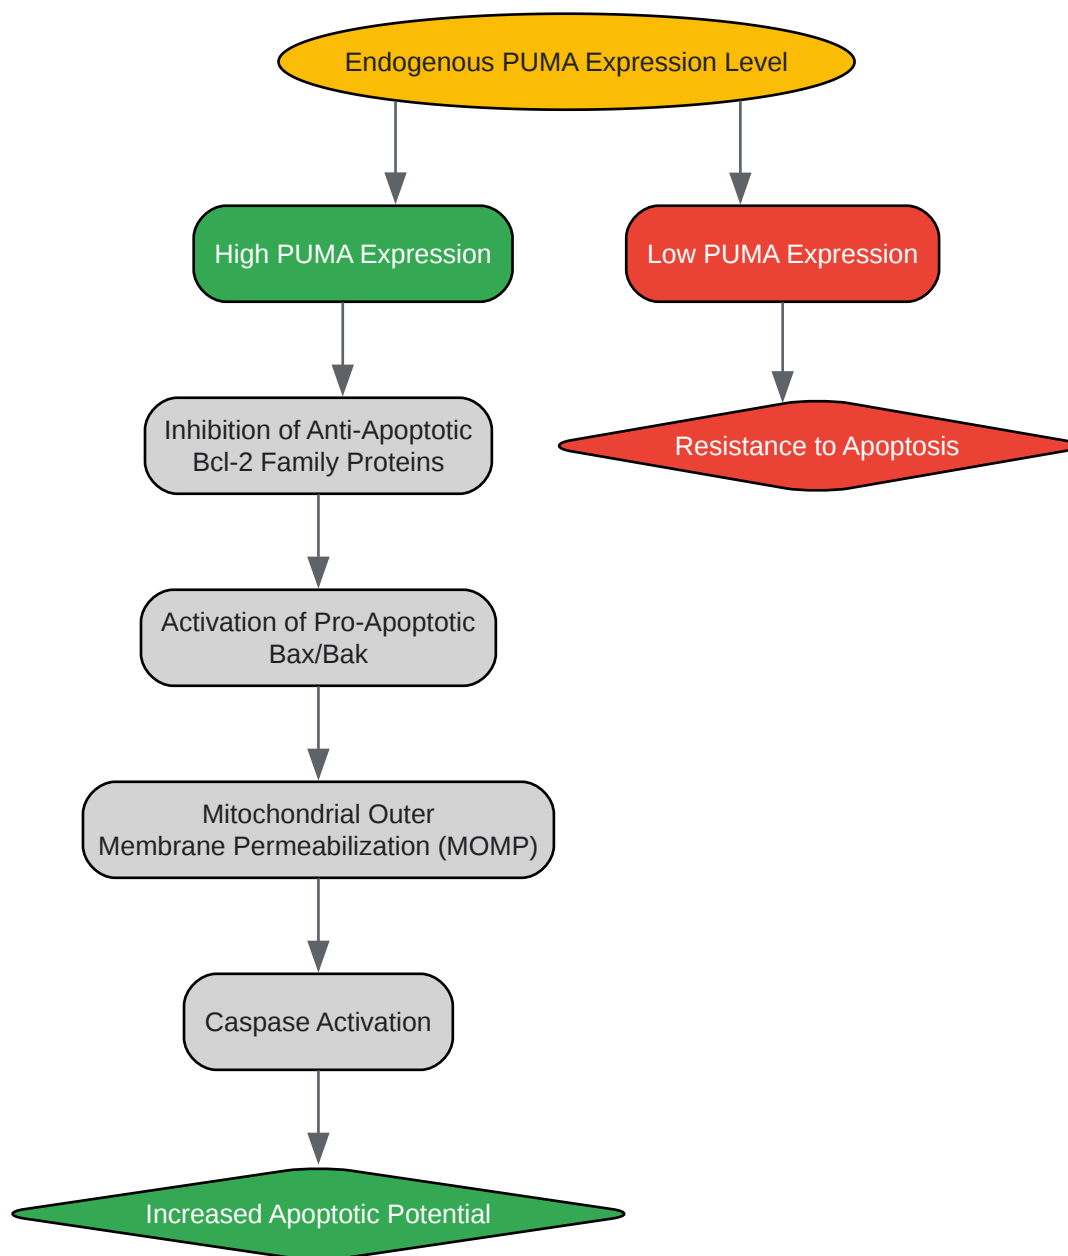 Endogenous PUMA Expression Level
High PUMA Expression
Low PUMA Expression
Inhibition of Anti-Apoptotic
Bcl-2 Family Proteins
Resistance to Apoptosis
Activation of Pro-Apoptotic
Bax/Bak
Mitochondrial Outer
Membrane Permeabilization (MOMP)
Caspase Activation
Increased Apoptotic Potential